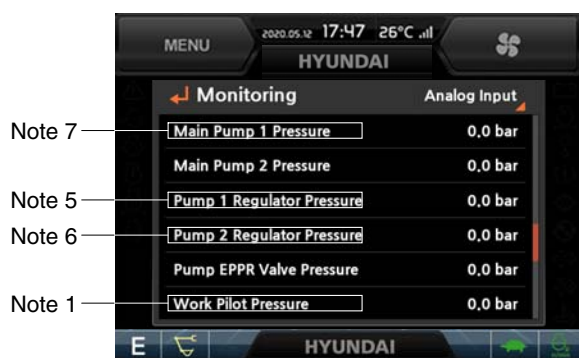 MENU
2020.05.12 17:47 26°C
HYUNDAI
Monitoring Analog Input
Note 7 Main Pump 1 Pressure 0.0 bar
Main Pump 2 Pressure 0.0 bar
Note 5 Pump 1 Regulator Pressure 0.0 bar
Note 6 Pump 2 Regulator Pressure 0.0 bar
Pump EPPR Valve Pressure 0.0 bar
Note 1 Work Pilot Pressure 0.0 bar
E HYUNDAI